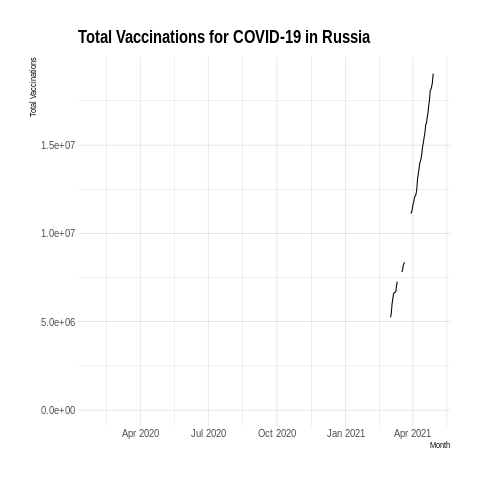 Total Vaccinations for COVID-19 in Russia
Total Vaccinations
1.5e+07
1.0e+07
5.0e+06
0.0e+00
Apr 2020 Jul 2020 Oct 2020 Jan 2021 Apr 2021
Month